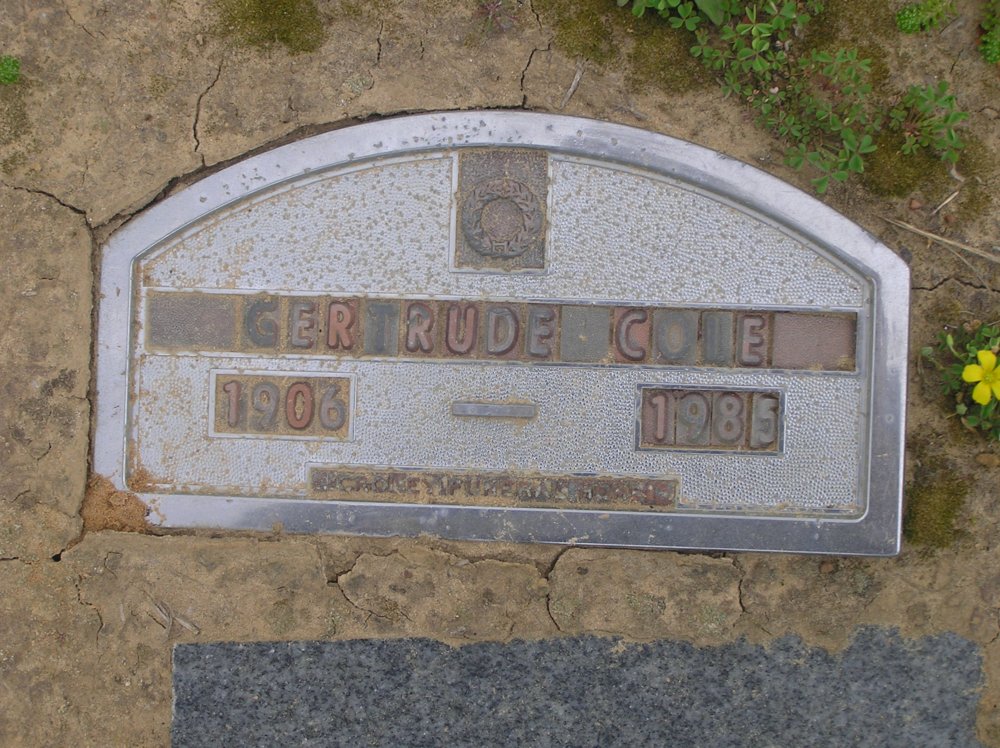 GERTRUDE COLE
1906 – 1985